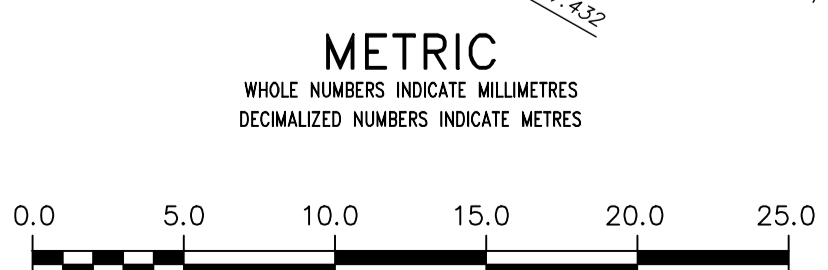 METRIC
WHOLE NUMBERS INDICATE MILLIMETRES
DECIMALIZED NUMBERS INDICATE METRES
0.0 5.0 10.0 15.0 20.0 25.0